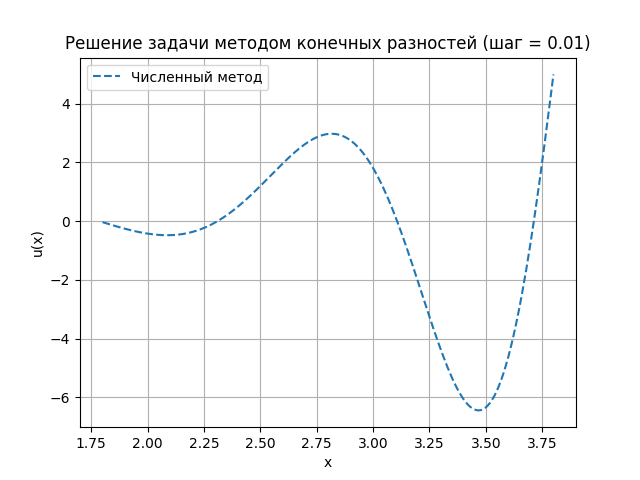 Решение задачи методом конечных разностей (шаг = 0.01)
Численный метод
4
2
0
−2
−4
−6
u(x)
1.75 2.00 2.25 2.50 2.75 3.00 3.25 3.50 3.75
x